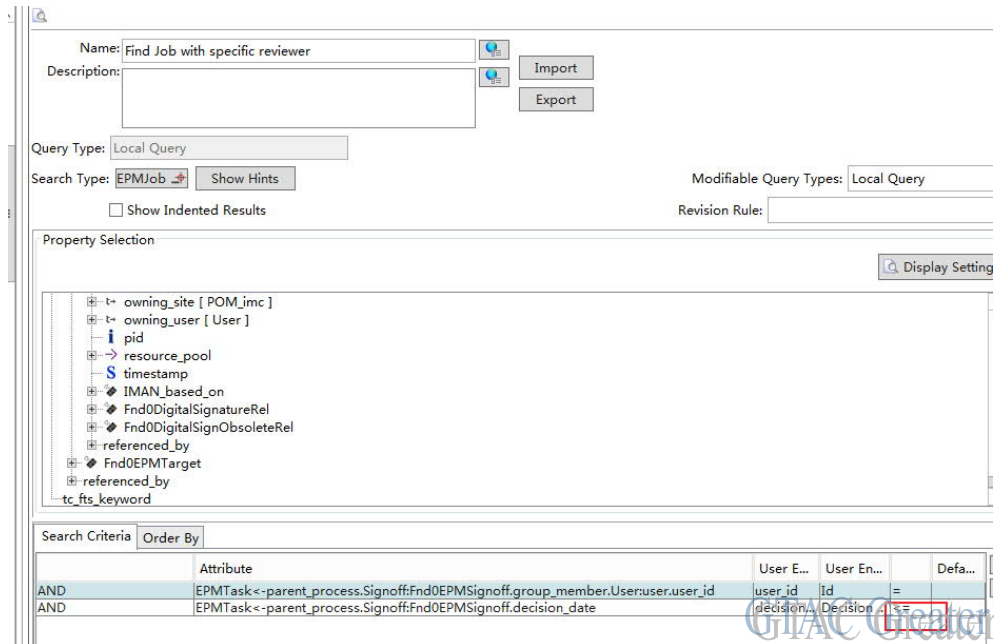 Name: Find Job with specific reviewer
Import
Description:
Export
Query Type: Local Query
Search Type: EPMJob Show Hints Modifiable Query Types: Local Query
Show Indented Results Revision Rule:
Property Selection
Display Setting
owning_site [ POM_imc ]
owning_user [ User ]
pid
resource_pool
S timestamp
IMAN_based_on
Fnd0DigitalSignatureRel
Fnd0DigitalSignObsoleteRel
referenced_by
Fnd0EPMTarget
referenced_by
tc_fts_keyword
Search Criteria Order By
Attribute User E... User En... Defa...
AND EPMTask<-parent_process.Signoff:Fnd0EPMSignoff.group_member.User:user.user_id user_id Id =
AND EPMTask<-parent_process.Signoff:Fnd0EPMSignoff.decision_date decision... Decision ... <=
GTAC Greater